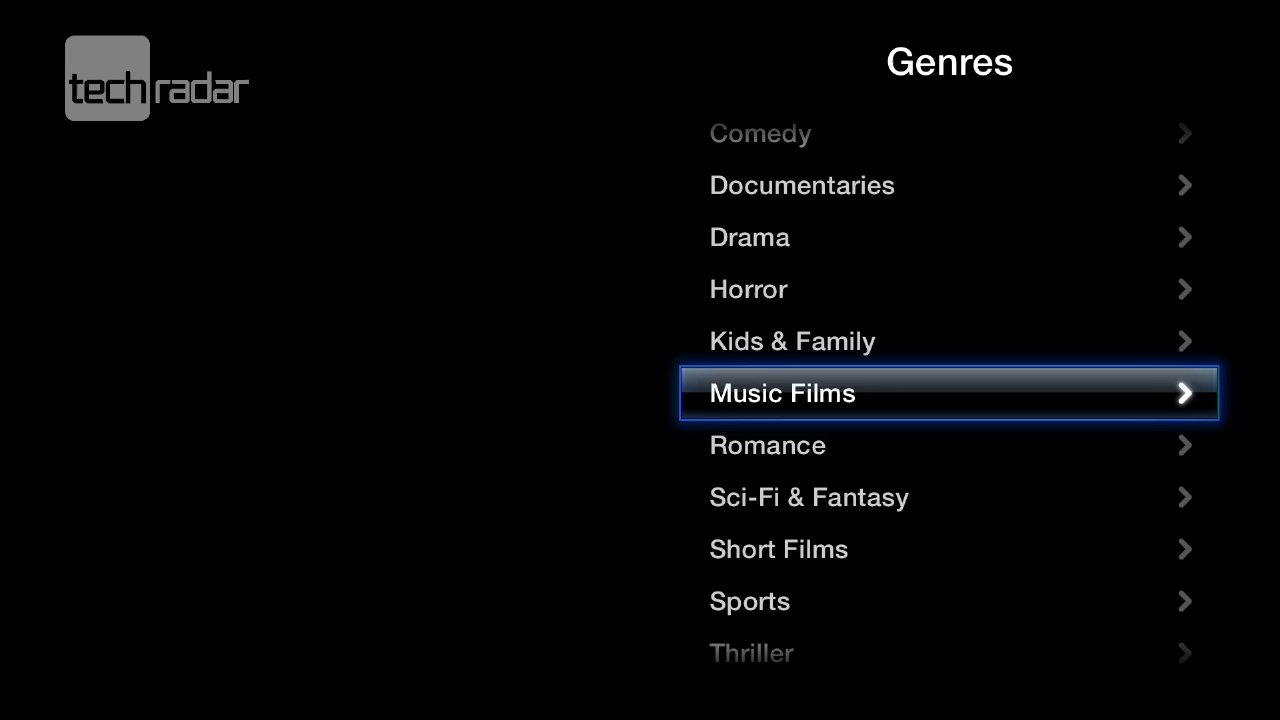 techradar
Genres
Comedy
Documentaries
Drama
Horror
Kids & Family
Music Films
Romance
Sci-Fi & Fantasy
Short Films
Sports
Thriller